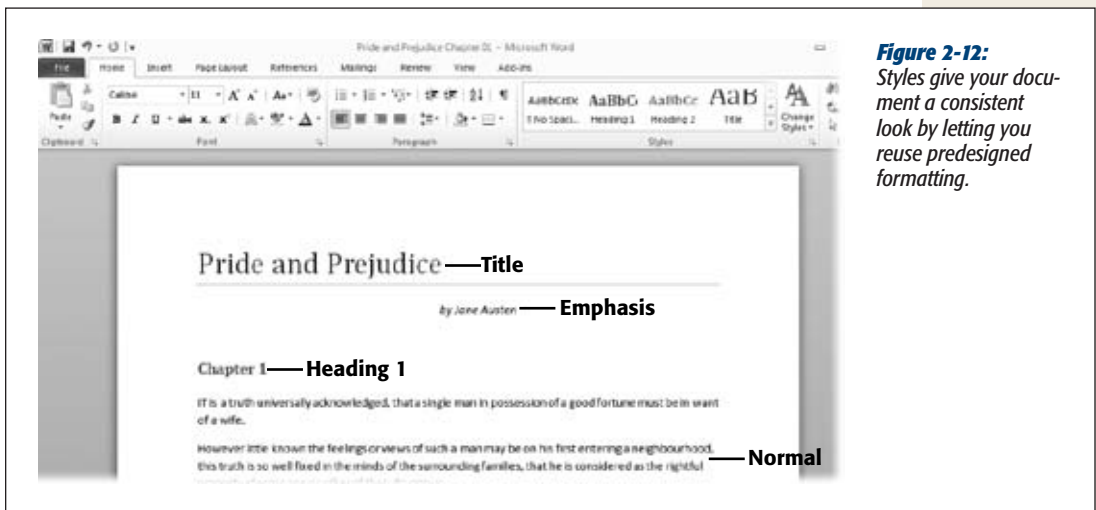 Pride and Prejudice Chapter 01 - Microsoft Word
File Home Insert Page Layout References Mailings Review View Add-Ins
Calibri 11 A A Aa
Paste B I U abc x x A
AaBbCcDc AaBbC AaBbCc AaB A
1 No Spaci... Heading 1 Heading 2 Title Change Styles
Clipboard Font Paragraph Styles
Pride and Prejudice Title
by Jane Austen Emphasis
Chapter 1 Heading 1
IT is a truth universally acknowledged, that a single man in possession of a good fortune must be in want
of a wife.
However little known the feelings or views of such a man may be on his first entering a neighbourhood,
this truth is so well fixed in the minds of the surrounding families, that he is considered as the rightful
Normal
Figure 2-12:
Styles give your docu-
ment a consistent
look by letting you
reuse predesigned
formatting.